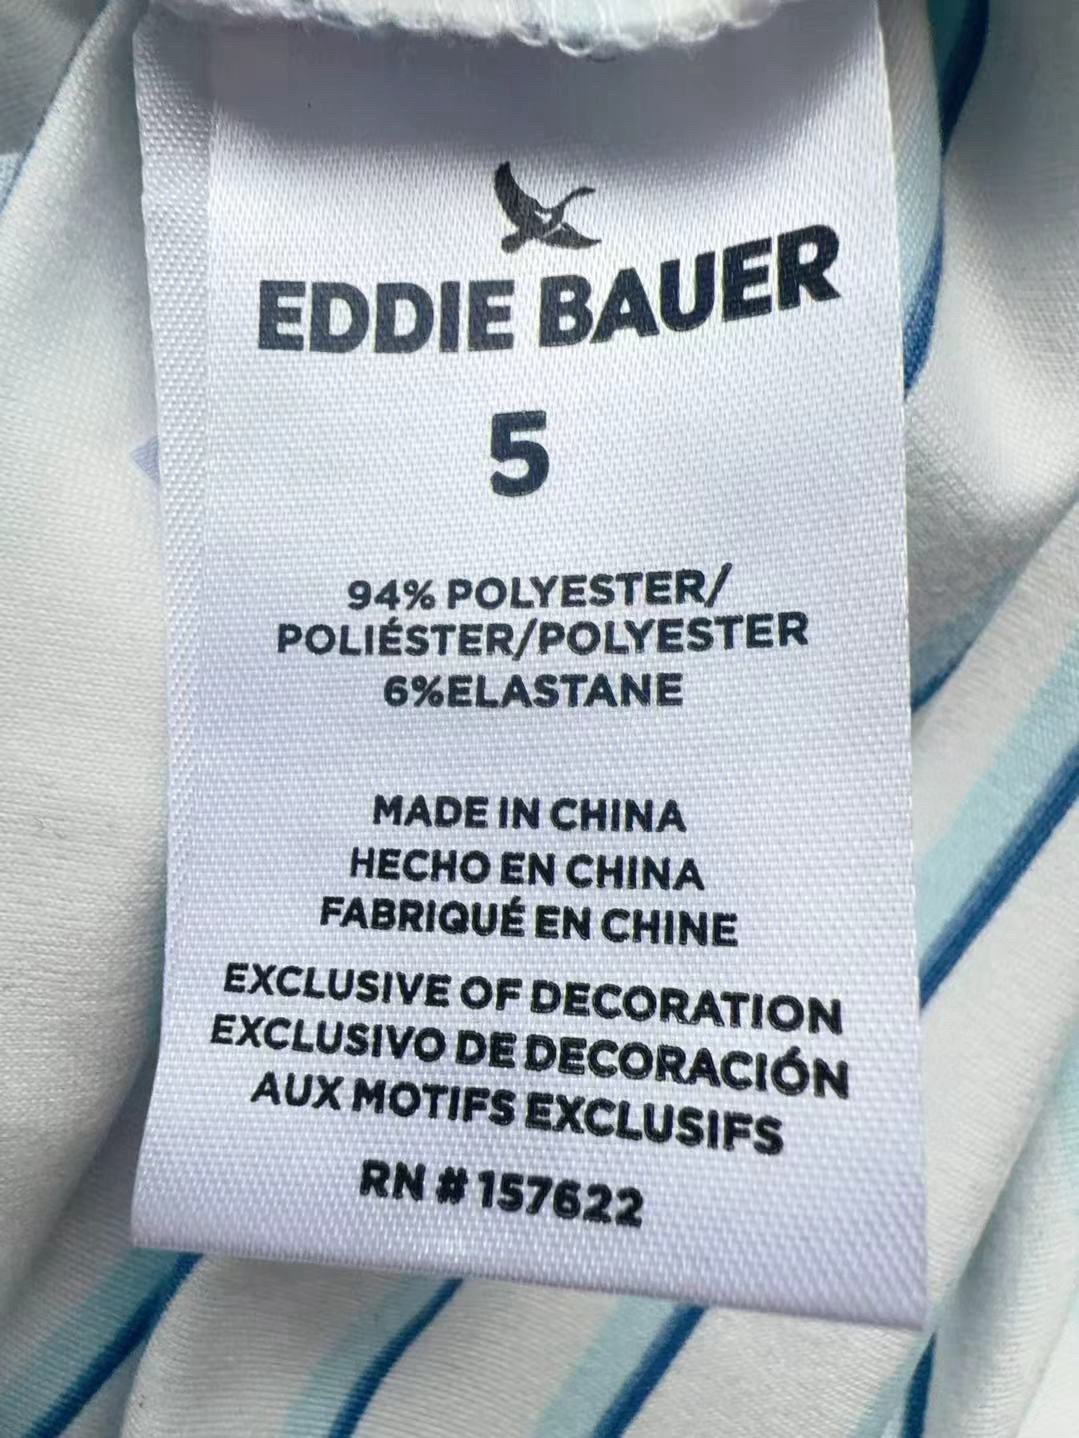 EDDIE BAUER
5
94% POLYESTER/
POLIÉSTER/POLYESTER
6%ELASTANE
MADE IN CHINA
HECHO EN CHINA
FABRIQUÉ EN CHINE
EXCLUSIVE OF DECORATION
EXCLUSIVO DE DECORACIÓN
AUX MOTIFS EXCLUSIFS
RN # 157622